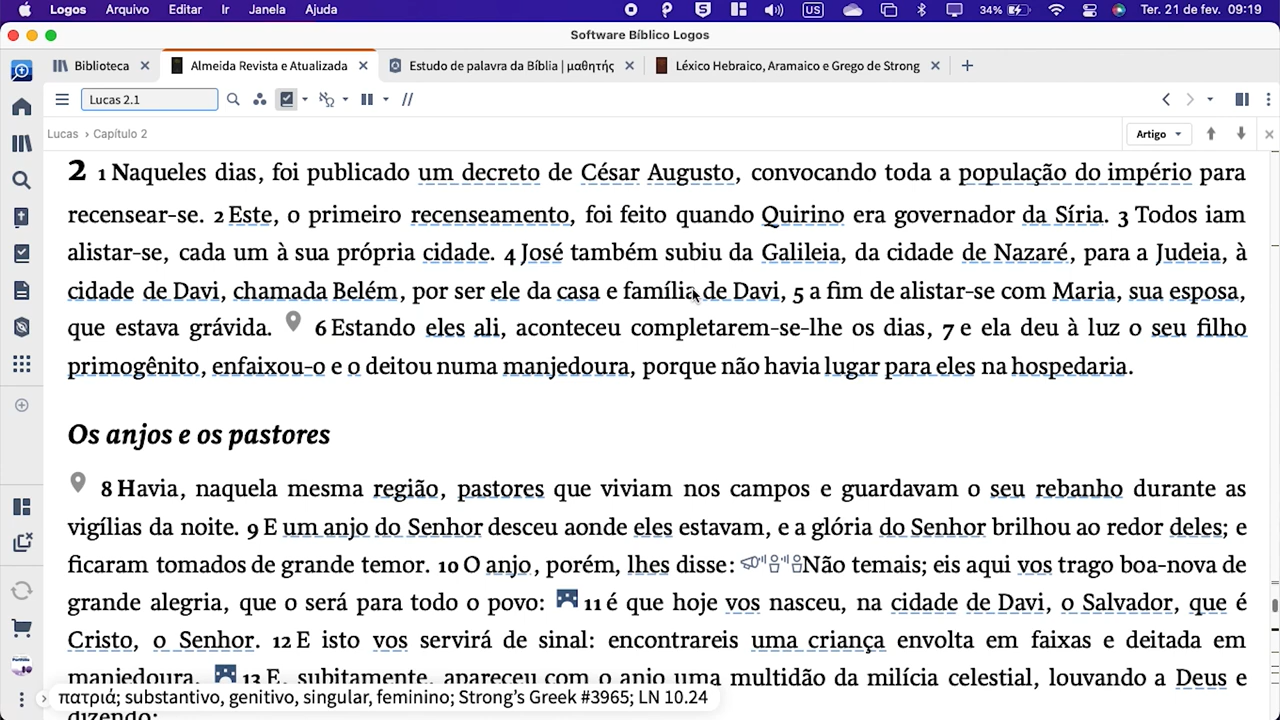 Logos Arquivo Editar Ir Janela Ajuda US 34% Ter. 21 de fev. 09:19
Software Bíblico Logos
Biblioteca Almeida Revista e Atualizada Estudo de palavra da Bíblia | μαθητής Léxico Hebraico, Aramaico e Grego de Strong
Lucas 2.1
Lucas › Capítulo 2 Artigo
2 1 Naqueles dias, foi publicado um decreto de César Augusto, convocando toda a população do império para
recensear-se. 2 Este, o primeiro recenseamento, foi feito quando Quirino era governador da Síria. 3 Todos iam
alistar-se, cada um à sua própria cidade. 4 José também subiu da Galileia, da cidade de Nazaré, para a Judeia, à
cidade de Davi, chamada Belém, por ser ele da casa e família de Davi, 5 a fim de alistar-se com Maria, sua esposa,
que estava grávida. 6 Estando eles ali, aconteceu completarem-se-lhe os dias, 7 e ela deu à luz o seu filho
primogênito, enfaixou-o e o deitou numa manjedoura, porque não havia lugar para eles na hospedaria.
Os anjos e os pastores
8 Havia, naquela mesma região, pastores que viviam nos campos e guardavam o seu rebanho durante as
vigílias da noite. 9 E um anjo do Senhor desceu aonde eles estavam, e a glória do Senhor brilhou ao redor deles; e
ficaram tomados de grande temor. 10 O anjo, porém, lhes disse: Não temais; eis aqui vos trago boa-nova de
grande alegria, que o será para todo o povo: 11 é que hoje vos nasceu, na cidade de Davi, o Salvador, que é
Cristo, o Senhor. 12 E isto vos servirá de sinal: encontrareis uma criança envolta em faixas e deitada em
manjedoura. 13 E, subitamente, apareceu com o anjo uma multidão da milícia celestial, louvando a Deus e
dizendo:
πατριά; substantivo, genitivo, singular, feminino; Strong's Greek #3965; LN 10.24